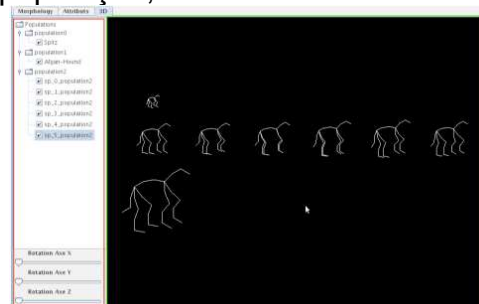 Morphology Attributs 3D
Populations
population0
Spitz
population1
Afgan-Hound
population2
sp_0_population2
sp_1_population2
sp_2_population2
sp_3_population2
sp_4_population2
sp_5_population2
Rotation Axe X
Rotation Axe Y
Rotation Axe Z